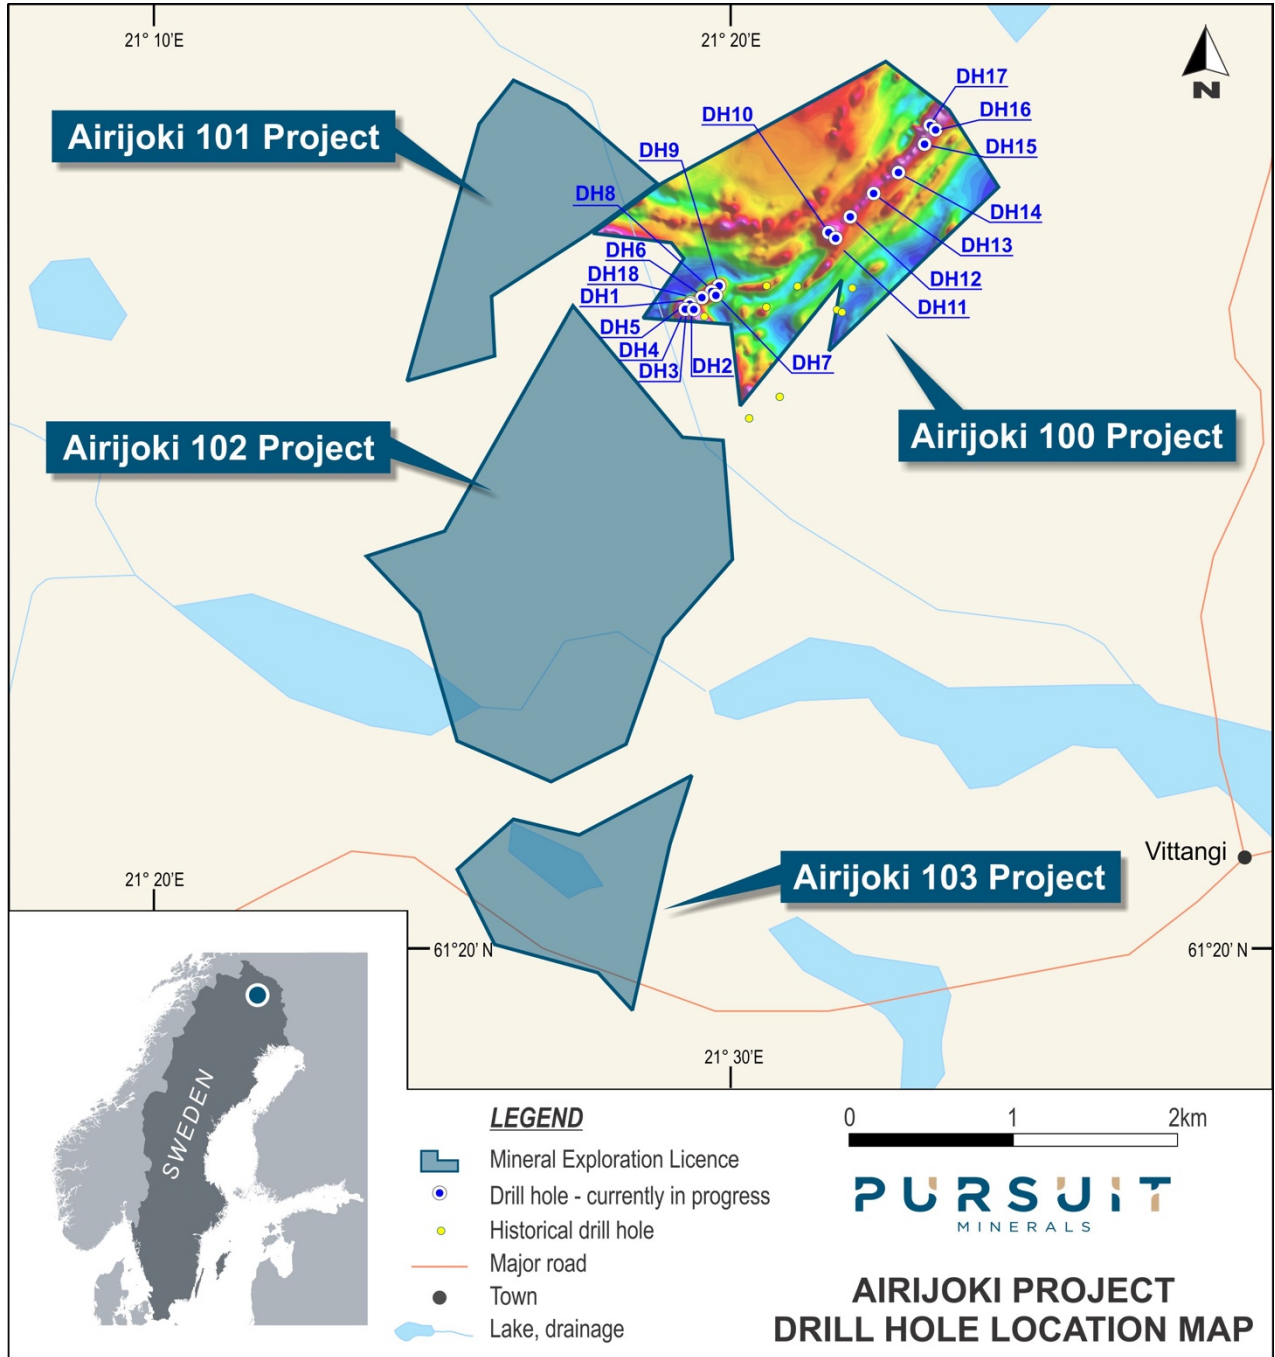 21° 10'E
21° 20'E
N
Airijoki 101 Project
DH17
DH16
DH10
DH15
DH9
DH8
DH14
DH13
DH6
DH12
DH18
DH1
DH11
DH5
DH4
DH3
DH2
DH7
Airijoki 100 Project
Airijoki 102 Project
Vittangi
Airijoki 103 Project
21° 20'E
61°20' N
61°20' N
21° 30'E
SWEDEN
LEGEND
Mineral Exploration Licence
Drill hole - currently in progress
Historical drill hole
Major road
Town
Lake, drainage
0 1 2km
PURSUIT
MINERALS
AIRIJOKI PROJECT
DRILL HOLE LOCATION MAP